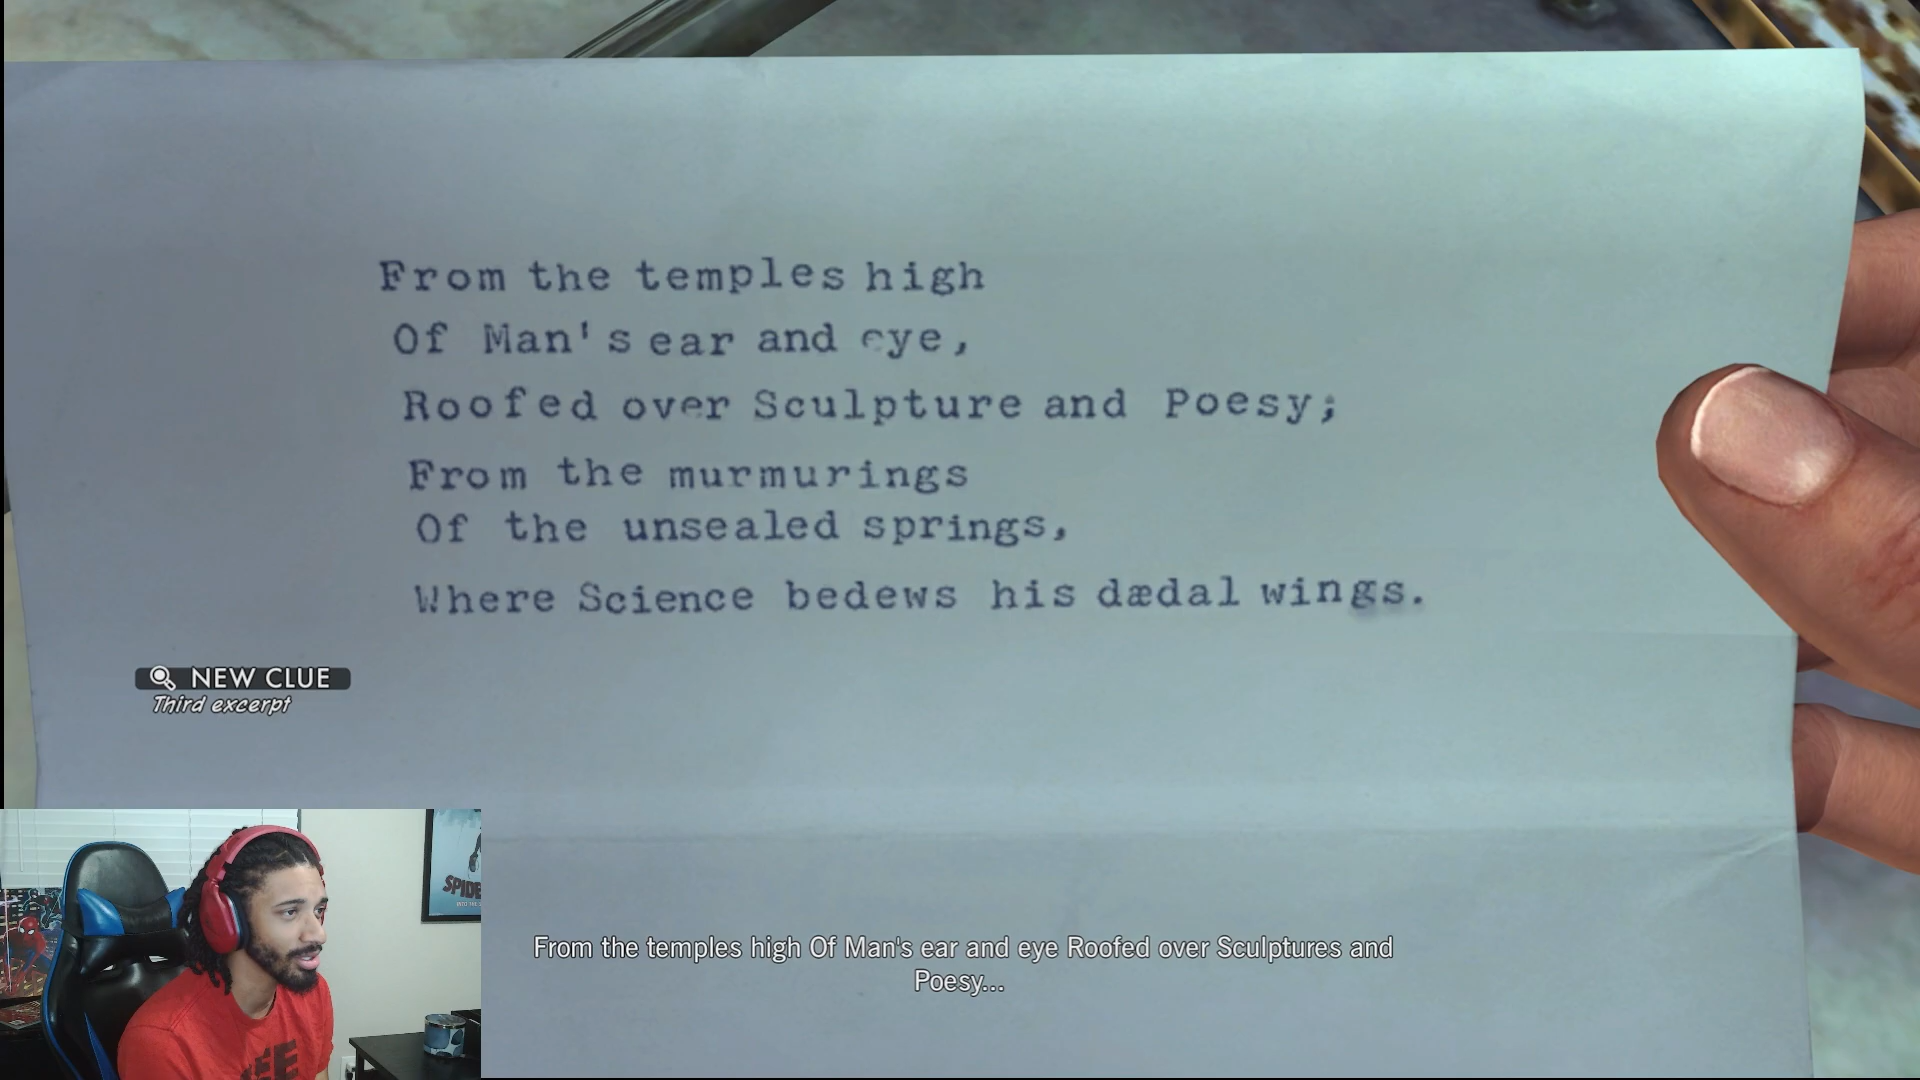 From the temples high
Of Man's ear and eye,
Roofed over Sculpture and Poesy;
From the murmurings
Of the unsealed springs,
Where Science bedews his dædal wings.
NEW CLUE
Third excerpt
From the temples high Of Man's ear and eye Roofed over Sculptures and
Poesy...